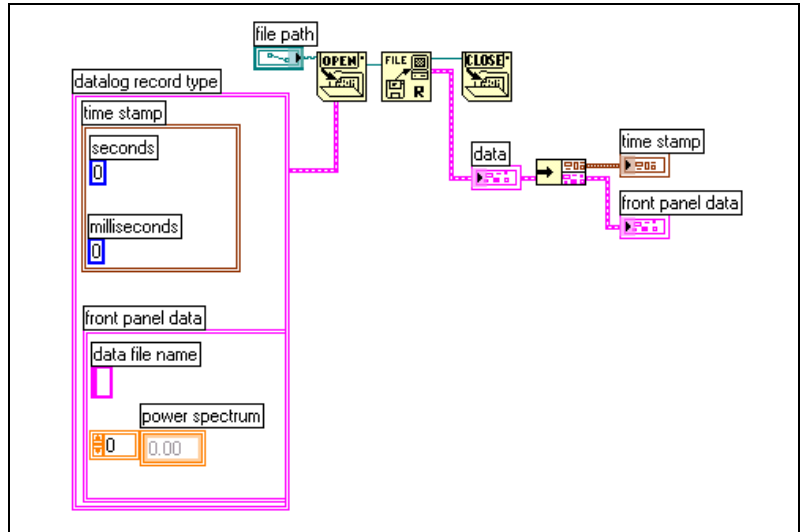 file path
OPEN
FILE
R
CLOSE
datalog record type
time stamp
seconds
0
milliseconds
0
front panel data
data file name
power spectrum
0
0.00
data
time stamp
front panel data